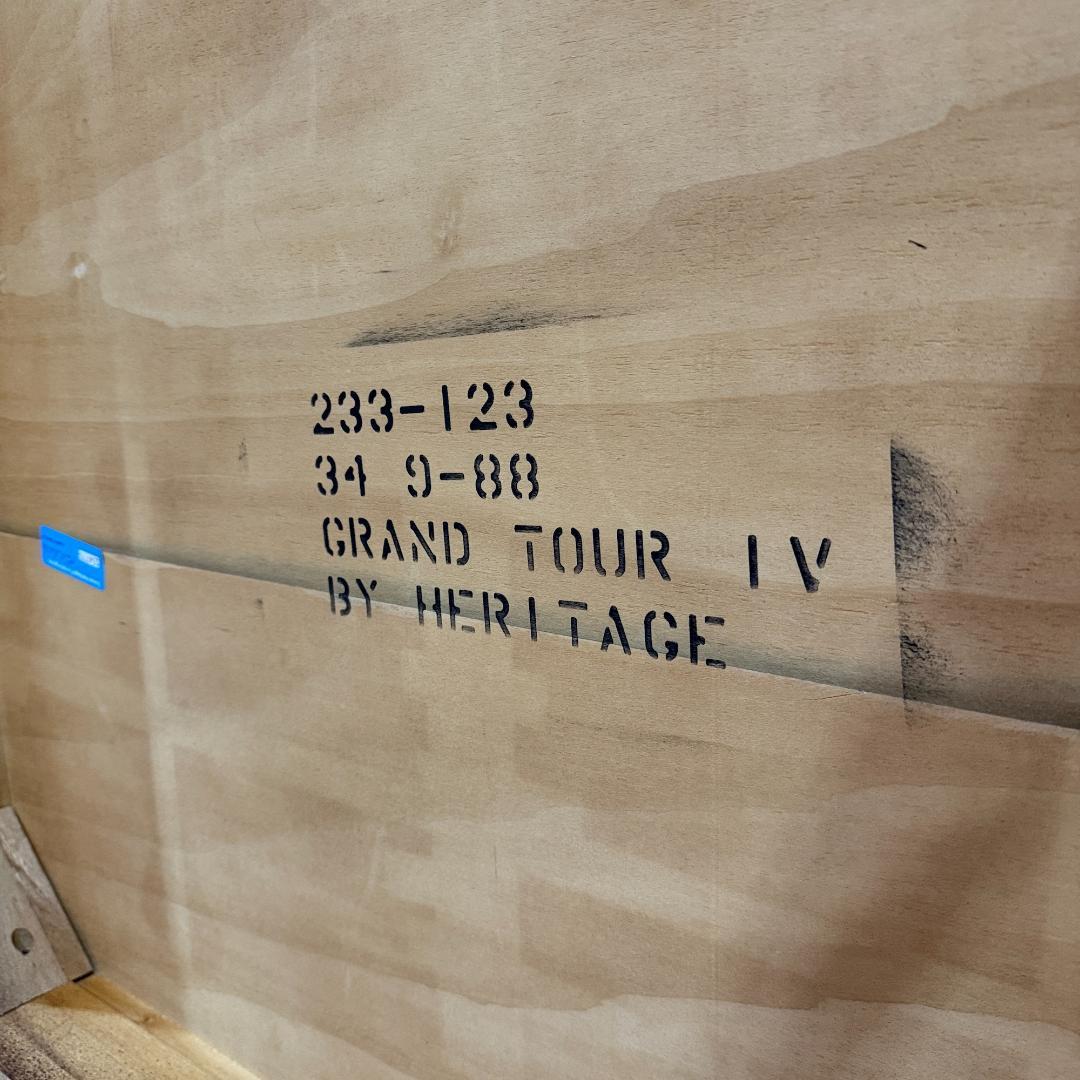 233-123
34 9-88
GRAND TOUR IV
BY HERITAGE